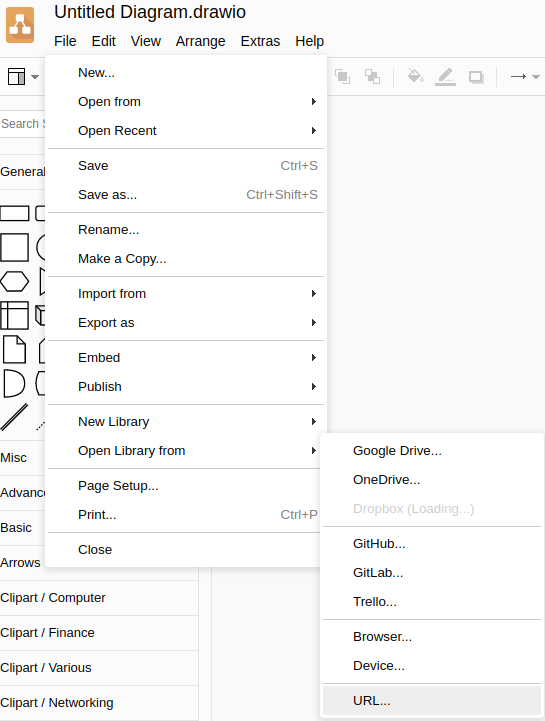 Untitled Diagram.drawio
File Edit View Arrange Extras Help
New...
Open from
Open Recent
Save Ctrl+S
Save as... Ctrl+Shift+S
Rename...
Make a Copy...
Import from
Export as
Embed
Publish
New Library
Open Library from
Page Setup...
Print... Ctrl+P
Close
Google Drive...
OneDrive...
Dropbox (Loading...)
GitHub...
GitLab...
Trello...
Browser...
Device...
URL...
Search
General
Misc
Basic
Arrows
Clipart / Computer
Clipart / Finance
Clipart / Various
Clipart / Networking